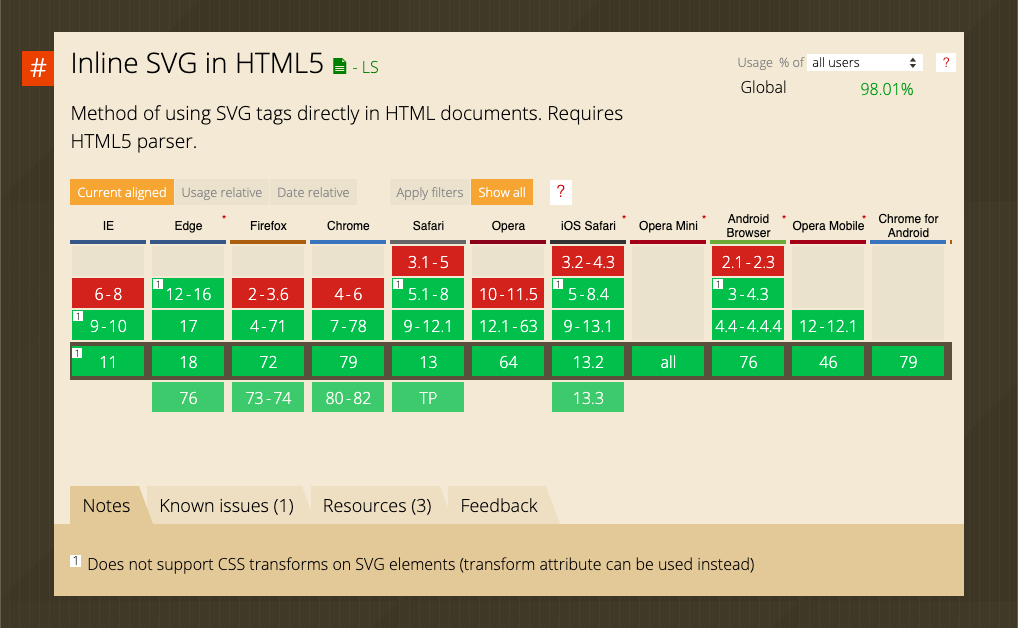 #
Inline SVG in HTML5 - LS
Usage % of all users ?
Global 98.01%
Method of using SVG tags directly in HTML documents. Requires
HTML5 parser.
Current aligned Usage relative Date relative Apply filters Show all ?
IE Edge * Firefox Chrome Safari Opera iOS Safari * Opera Mini * Android Browser * Opera Mobile * Chrome for Android
3.1-5 3.2-4.3 2.1-2.3
6-8 1 12-16 2-3.6 4-6 1 5.1-8 10-11.5 1 5-8.4 1 3-4.3
1 9-10 17 4-71 7-78 9-12.1 12.1-63 9-13.1 4.4-4.4.4 12-12.1
1 11 18 72 79 13 64 13.2 all 76 46 79
76 73-74 80-82 TP 13.3
Notes Known issues (1) Resources (3) Feedback
1 Does not support CSS transforms on SVG elements (transform attribute can be used instead)